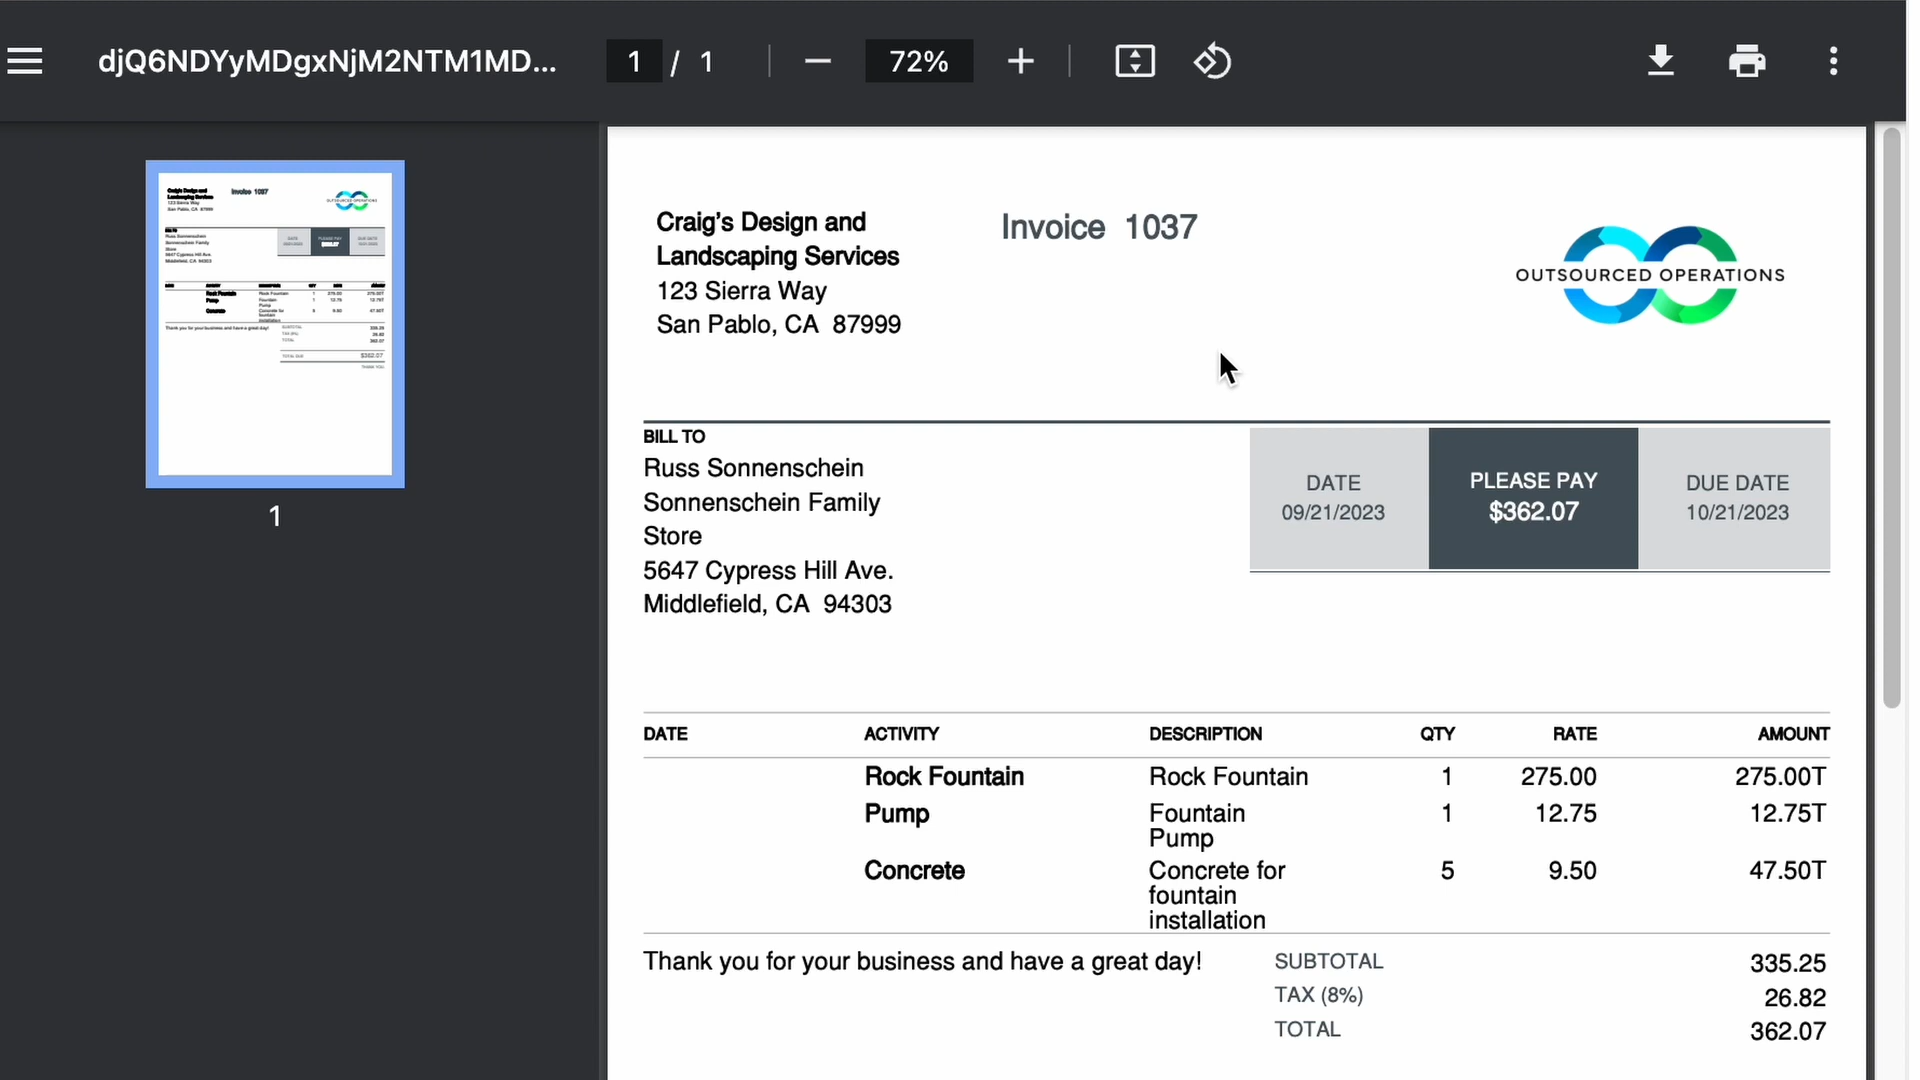 djQ6NDYyMDgxNjM2NTM1MD...
1 / 1
72%
Craig's Design and
Landscaping Services
123 Sierra Way
San Pablo, CA 87999
Invoice 1037
OUTSOURCED OPERATIONS
BILL TO
Russ Sonnenschein
Sonnenschein Family
Store
5647 Cypress Hill Ave.
Middlefield, CA 94303
DATE
09/21/2023
PLEASE PAY
$362.07
DUE DATE
10/21/2023
DATE ACTIVITY DESCRIPTION QTY RATE AMOUNT
Rock Fountain Rock Fountain 1 275.00 275.00T
Pump Fountain 1 12.75 12.75T
Pump
Concrete Concrete for 5 9.50 47.50T
fountain
installation
Thank you for your business and have a great day!
SUBTOTAL 335.25
TAX (8%) 26.82
TOTAL 362.07
1